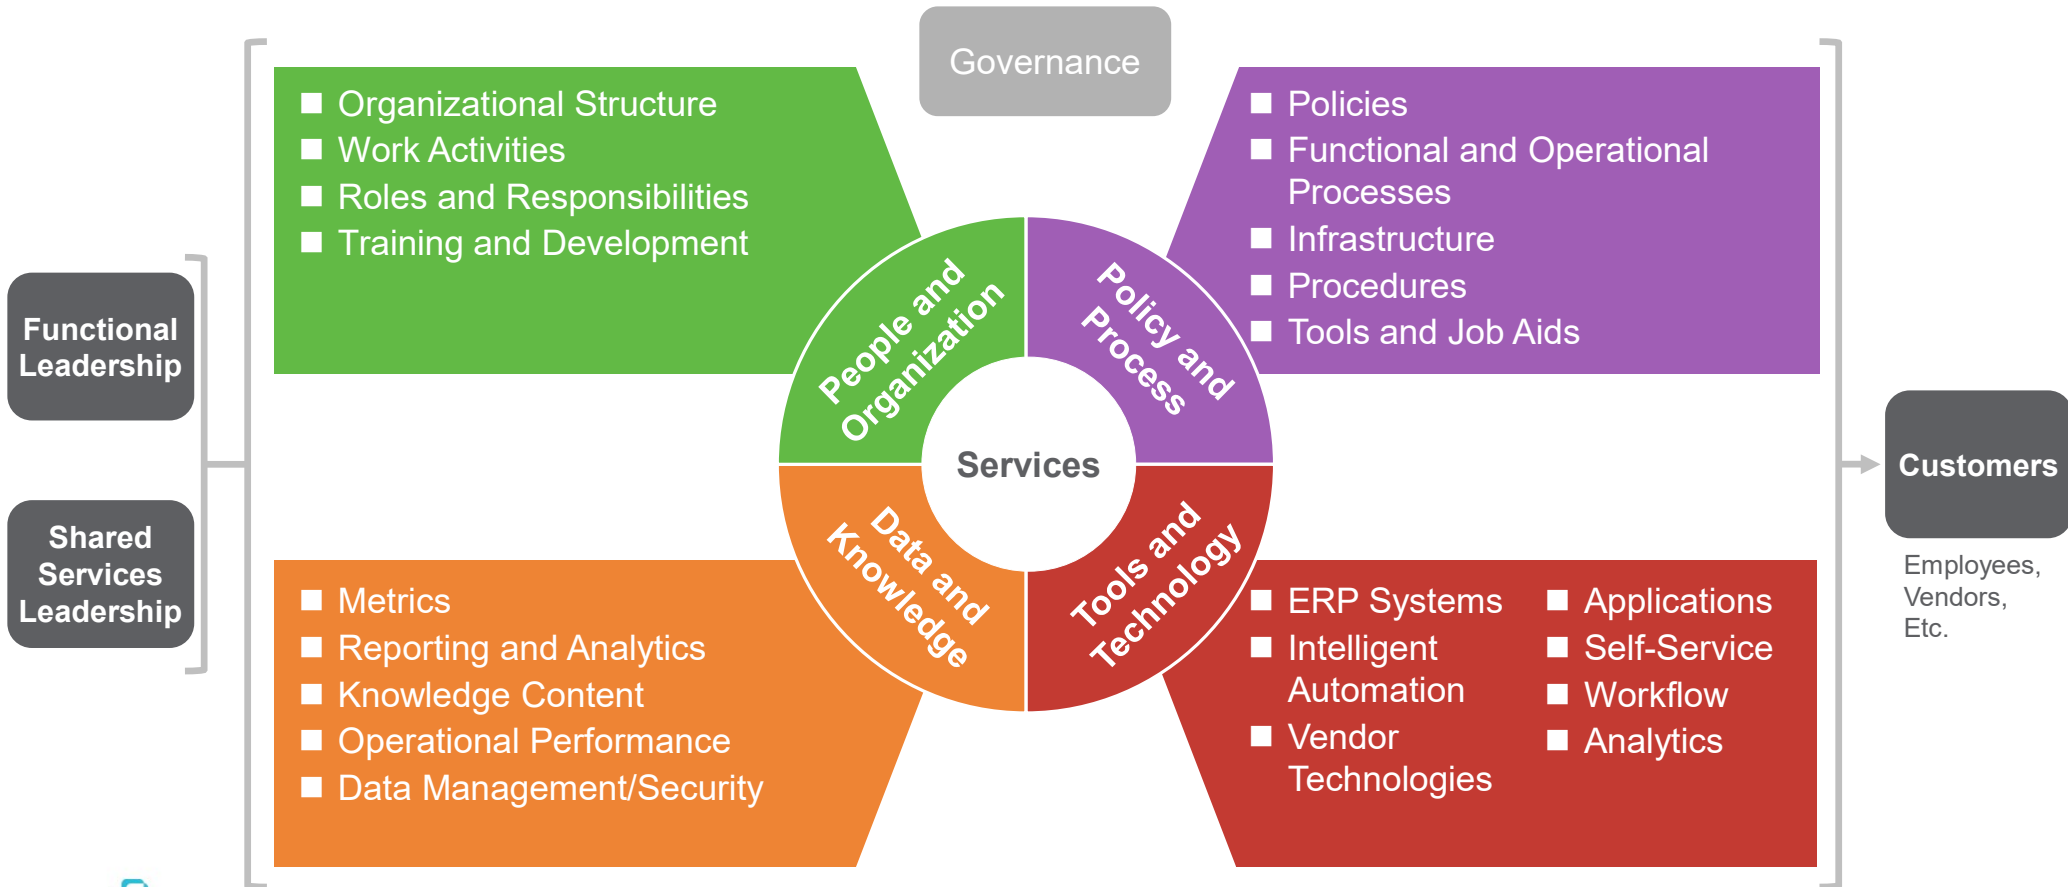 Governance
Organizational Structure
Work Activities
Roles and Responsibilities
Training and Development
Policies
Functional and Operational
Processes
Infrastructure
Procedures
Tools and Job Aids
Functional
Leadership
Shared
Services
Leadership
People and
Organization
Policy and
Process
Services
Data and
Knowledge
Tools and
Technology
Customers
Employees,
Vendors,
Etc.
Metrics
Reporting and Analytics
Knowledge Content
Operational Performance
Data Management/Security
ERP Systems
Intelligent
Automation
Vendor
Technologies
Applications
Self-Service
Workflow
Analytics